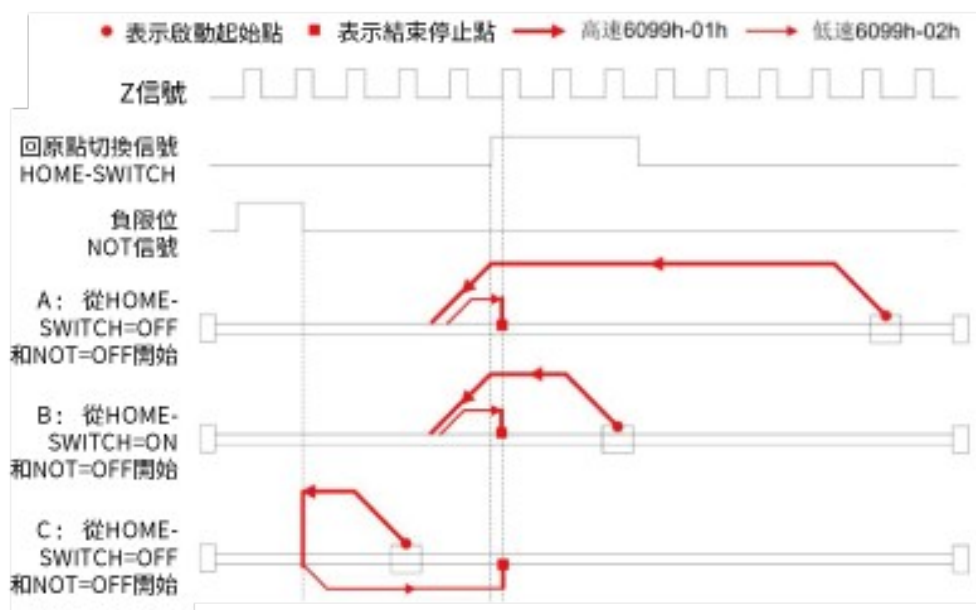 表示啟動起始點 表示結束停止點 高速6099h-01h 低速6099h-02h
Z信號
回原點切換信號
HOME-SWITCH
負限位
NOT信號
A： 從HOME-
SWITCH=OFF
和NOT=OFF開始
B： 從HOME-
SWITCH=ON
和NOT=OFF開始
C： 從HOME-
SWITCH=OFF
和NOT=OFF開始